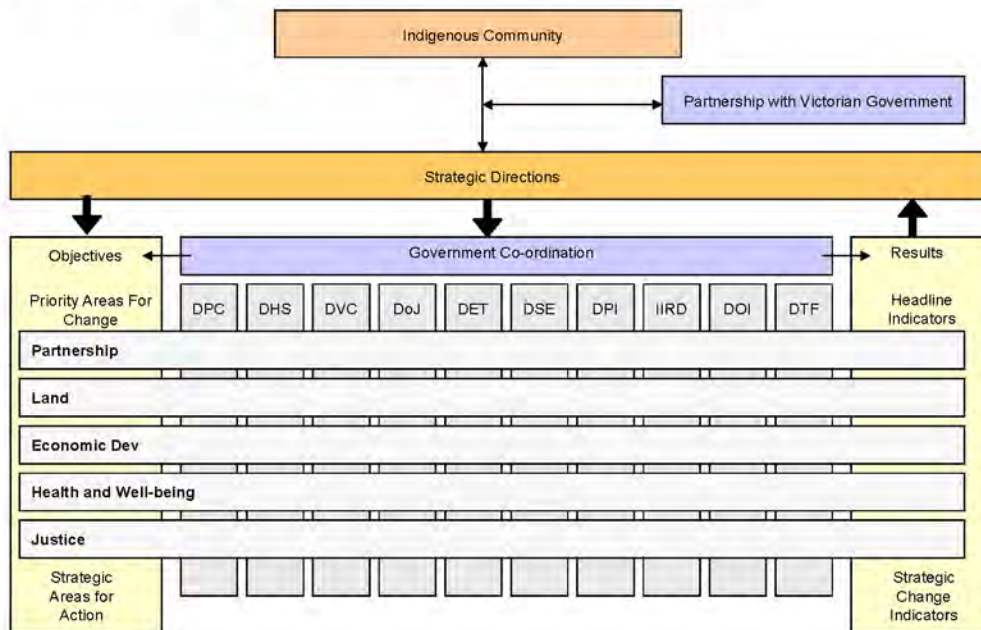 Indigenous Community
Partnership with Victorian Government
Strategic Directions
Objectives
Government Co-ordination
Results
Priority Areas For
Change
DPC
DHS
DVC
DoJ
DET
DSE
DPI
IIRD
DOI
DTF
Headline
Indicators
Partnership
Land
Economic Dev
Health and Well-being
Justice
Strategic
Areas for
Action
Strategic
Change
Indicators